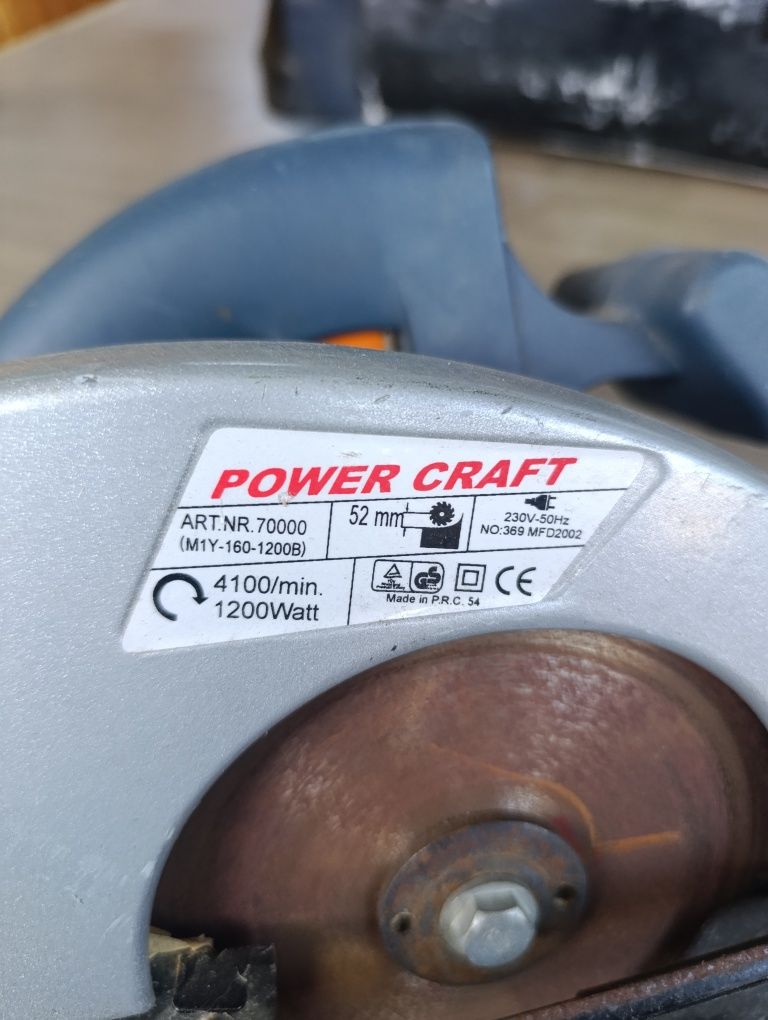 POWER CRAFT
ART.NR.70000
(M1Y-160-1200B)
52 mm
230V-50Hz
NO:369 MFD2002
4100/min.
1200Watt
CE
Made in P.R.C. 54